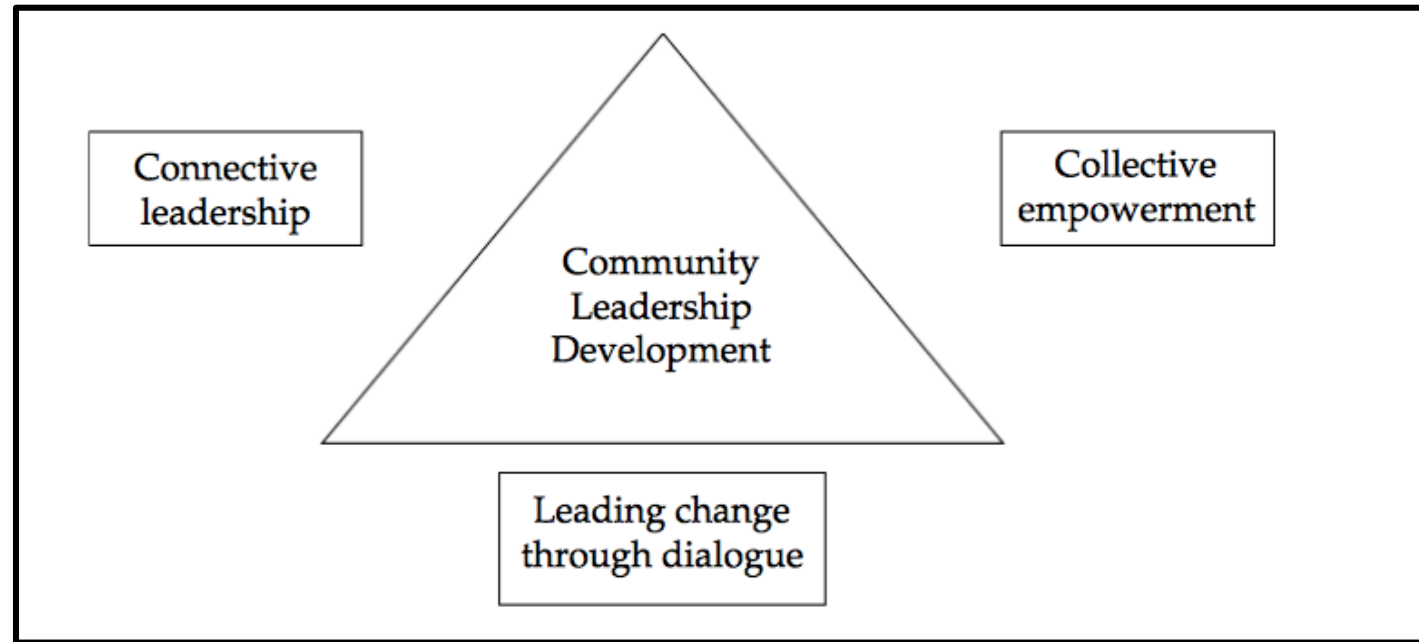 Connective
leadership
Collective
empowerment
Community
Leadership
Development
Leading change
through dialogue